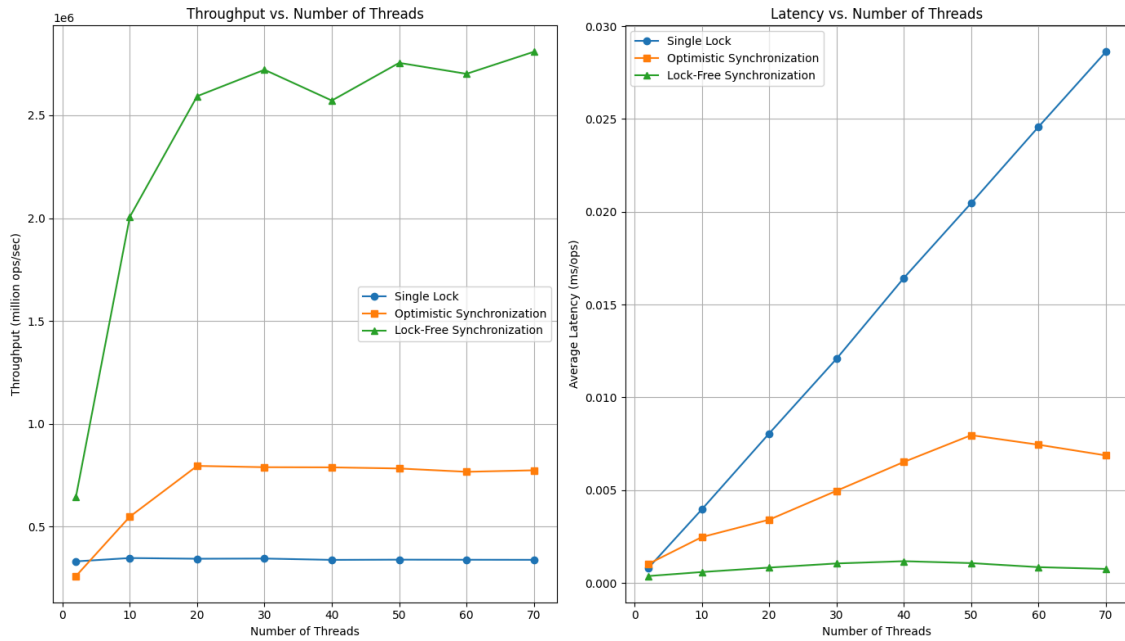 Throughput vs. Number of Threads
1e6
2.5
2.0
1.5
1.0
0.5
Throughput (million ops/sec)
Single Lock
Optimistic Synchronization
Lock-Free Synchronization
0 10 20 30 40 50 60 70
Number of Threads
Latency vs. Number of Threads
0.030
0.025
0.020
0.015
0.010
0.005
0.000
Average Latency (ms/ops)
Single Lock
Optimistic Synchronization
Lock-Free Synchronization
0 10 20 30 40 50 60 70
Number of Threads